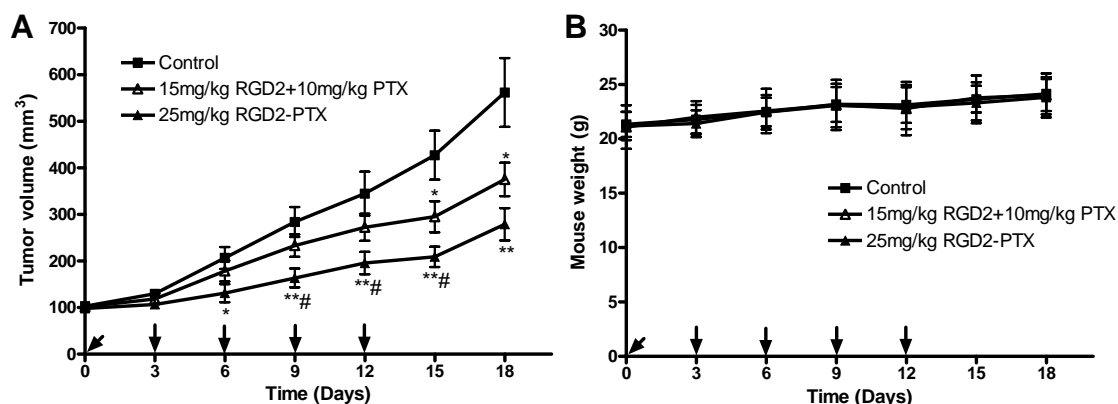 A
Tumor volume (mm³)
700
600
500
400
300
200
100
0
Control
15mg/kg RGD2+10mg/kg PTX
25mg/kg RGD2-PTX
*
*
**
*
**#
**#
**#
0 3 6 9 12 15 18
Time (Days)
B
Mouse weight (g)
30
25
20
15
10
5
0
Control
15mg/kg RGD2+10mg/kg PTX
25mg/kg RGD2-PTX
0 3 6 9 12 15 18
Time (Days)